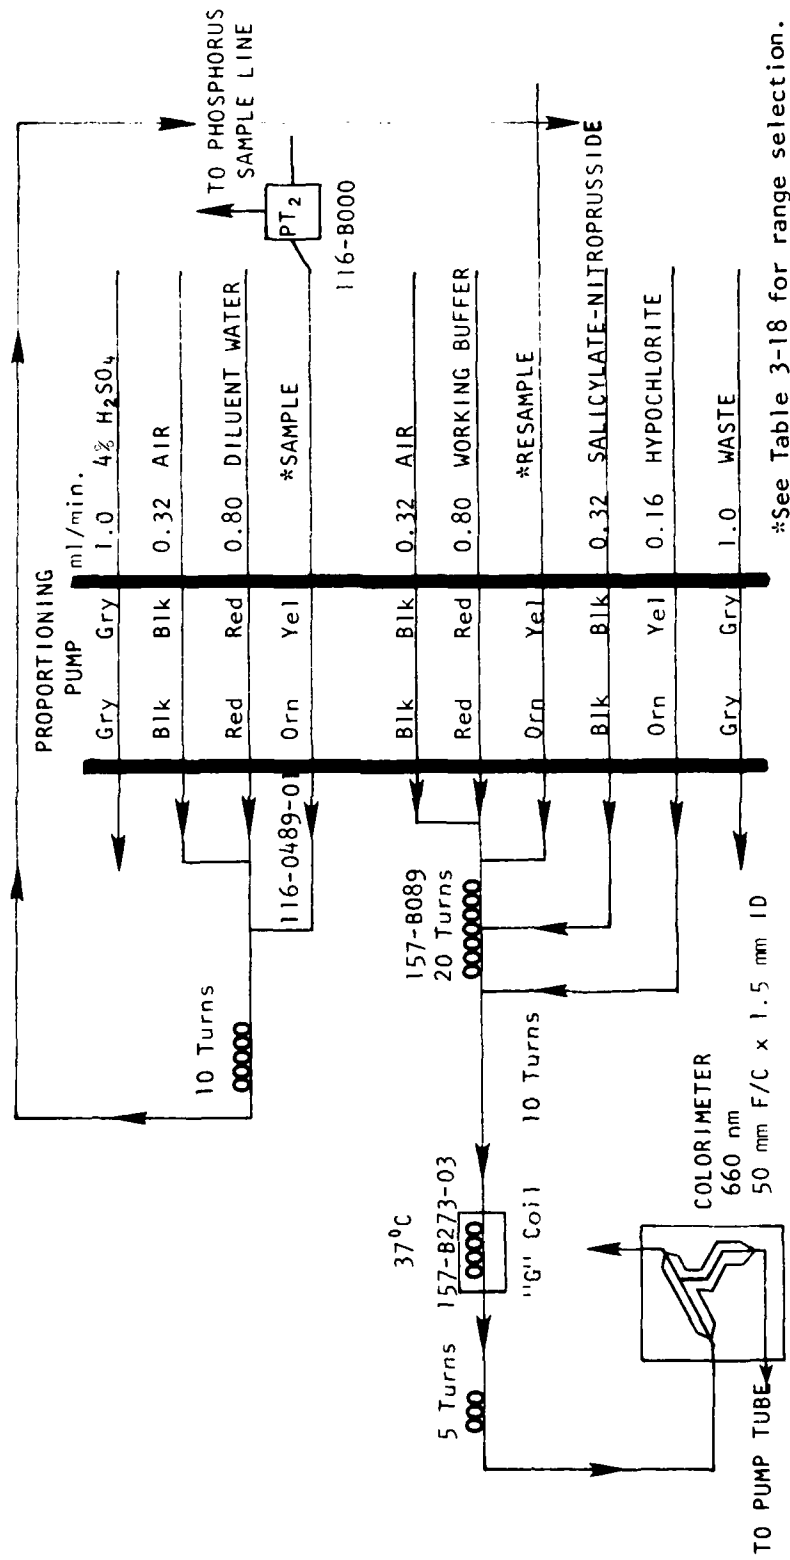 PROPORTIONING
PUMP
ml/min.
Gry Gry 1.0 4% H2SO4
Blk Blk 0.32 AIR
Red Red 0.80 DILUENT WATER
Orn Yel *SAMPLE
TO PHOSPHORUS
SAMPLE LINE
PT2
116-B000
10 Turns
116-0489-01
Blk Blk 0.32 AIR
Red Red 0.80 WORKING BUFFER
Orn Yel *RESAMPLE
Blk Blk 0.32 SALICYLATE-NITROPRUSSIDE
Orn Yel 0.16 HYPOCHLORITE
Gry Gry 1.0 WASTE
157-B089
20 Turns
10 Turns
37°C
157-B273-03
"G" Coil
5 Turns
COLORIMETER
660 nm
50 mm F/C x 1.5 mm ID
TO PUMP TUBE
*See Table 3-18 for range selection.